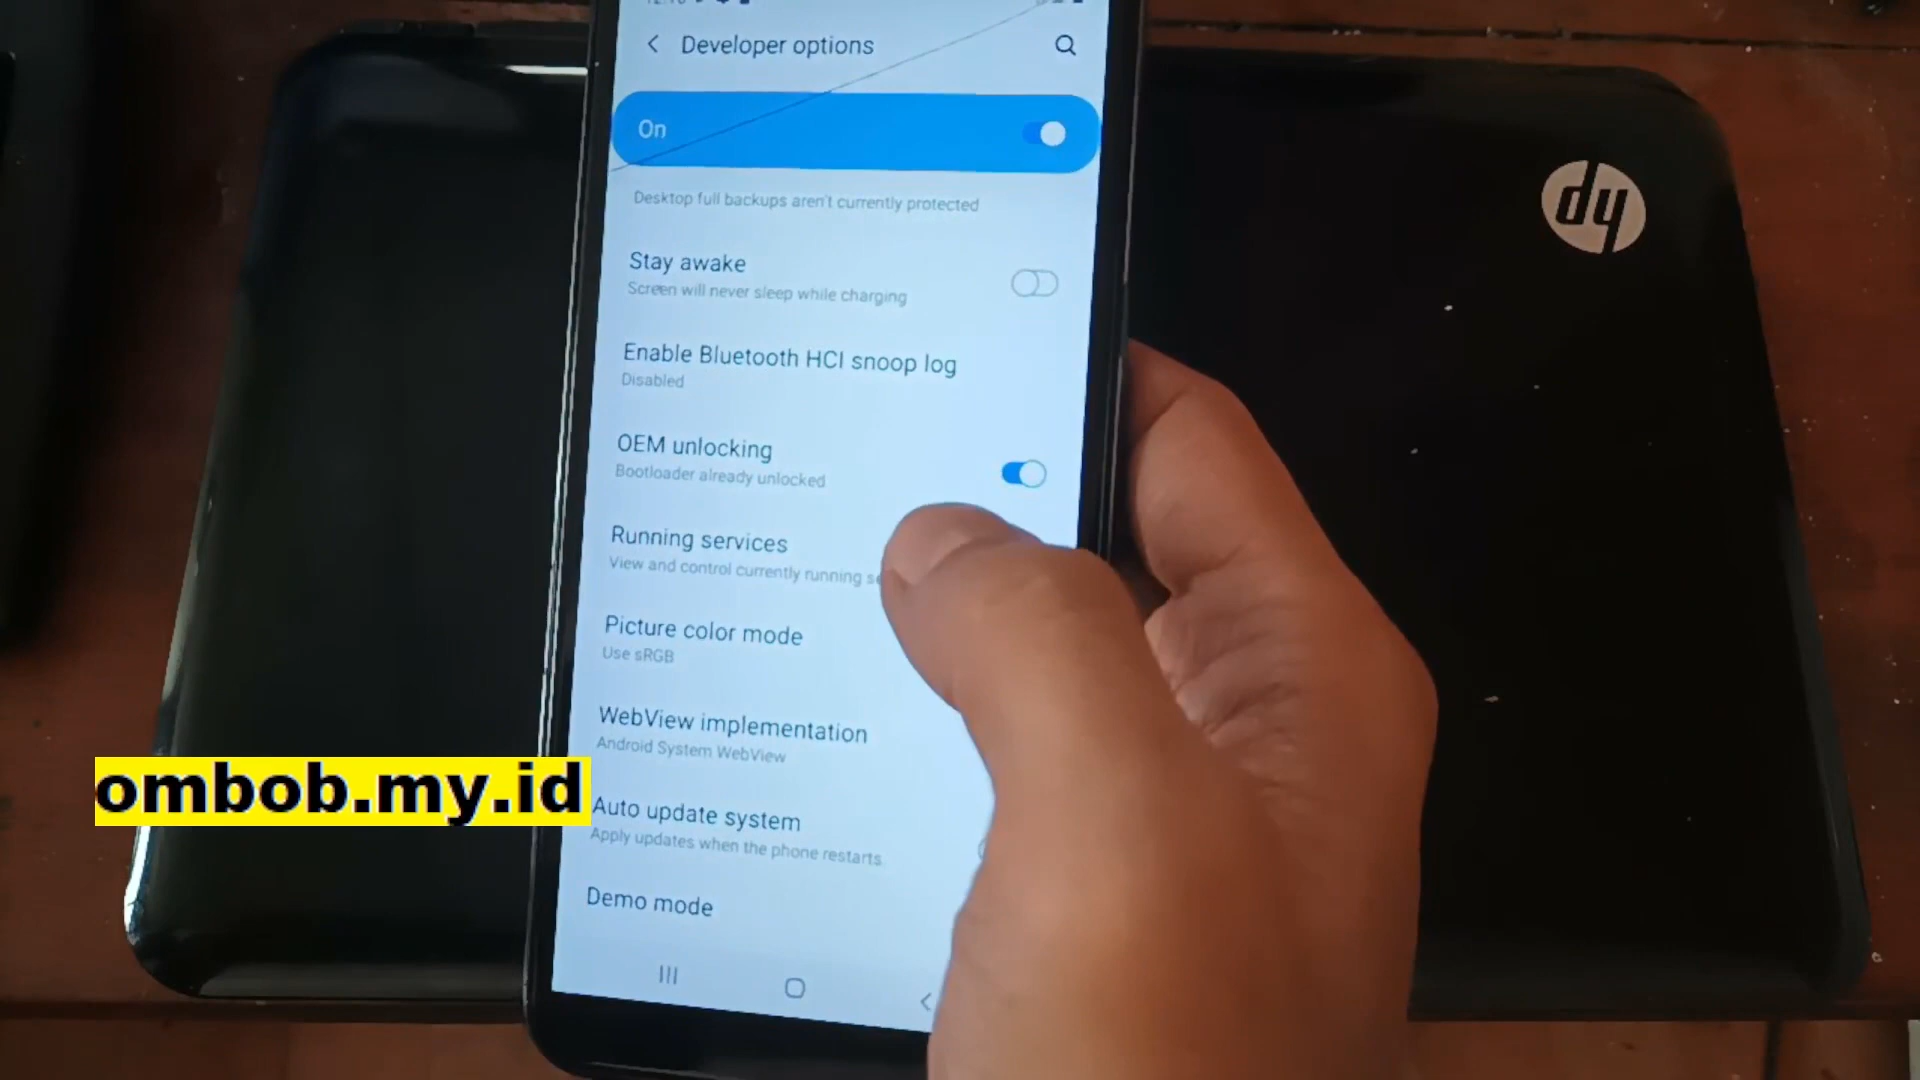 Developer options
On
Desktop full backups aren't currently protected
Stay awake
Screen will never sleep while charging
Enable Bluetooth HCI snoop log
Disabled
OEM unlocking
Bootloader already unlocked
Running services
View and control currently running
Picture color mode
Use sRGB
WebView implementation
Android System WebView
Auto update system
Apply updates when the phone restarts
Demo mode
hp
ombob.my.id